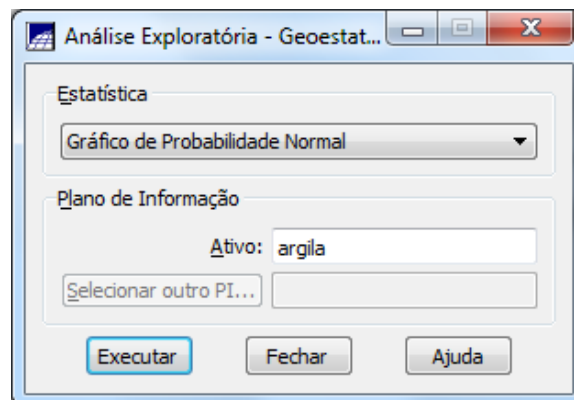 Análise Exploratória - Geoestat...
Estatística
Gráfico de Probabilidade Normal
Plano de Informação
Ativo: argila
Selecionar outro PI...
Executar Fechar Ajuda